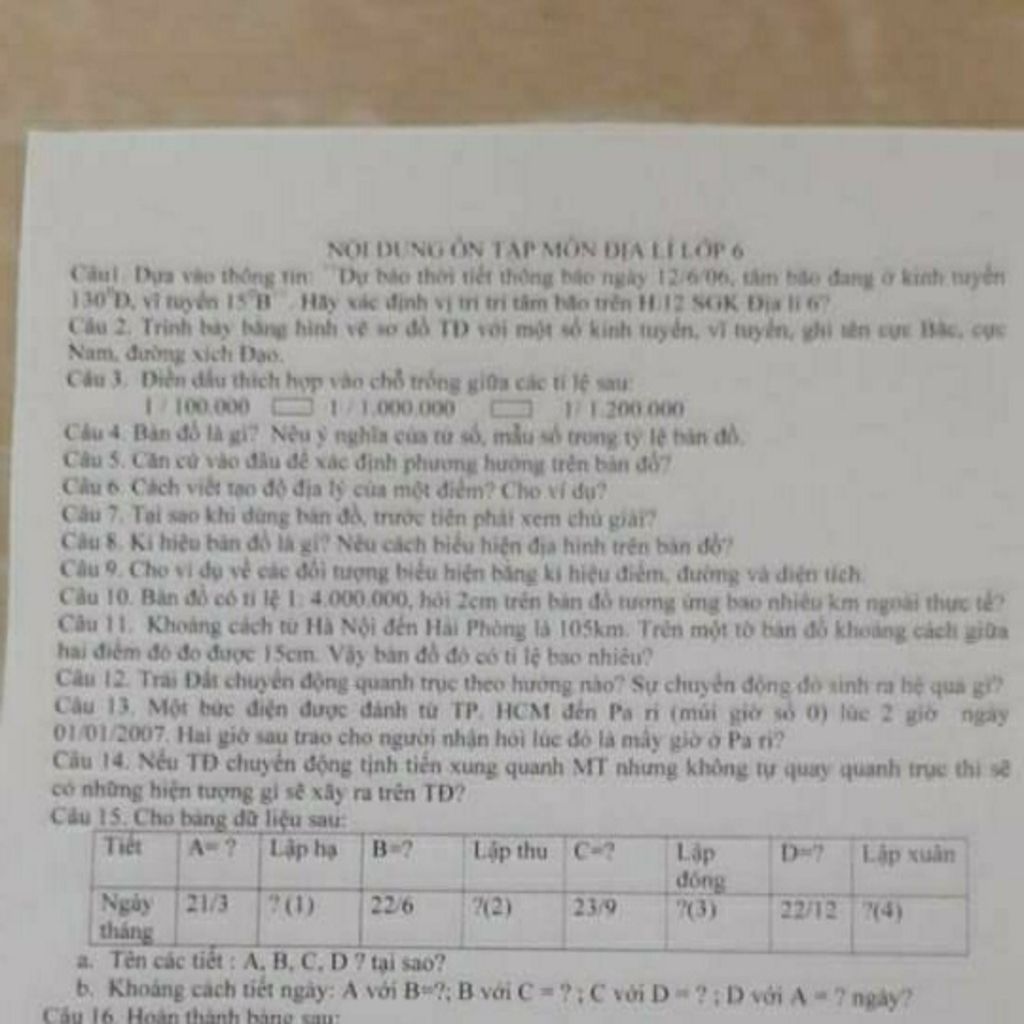 NỘI DUNG ÔN TẬP MÔN ĐỊA LÍ LỚP 6
Câu1. Dựa vào thông tin: "Dự báo thời tiết thông báo ngày 12/6/06, tâm bão đang ở kinh tuyến
130⁰Đ, vĩ tuyến 15⁰B". Hãy xác định vị trí trí tâm bão trên H.12 SGK Địa lí 6?
Câu 2. Trình bày bằng hình vẽ sơ đồ TĐ với một số kinh tuyến, vĩ tuyến, ghi tên cực Bắc, cực
Nam, đường xích Đạo.
Câu 3. Điền dấu thích hợp vào chỗ trống giữa các tỉ lệ sau:
1 / 100.000 1 / 1.000.000 1/ 1.200.000
Câu 4. Bản đồ là gì? Nêu ý nghĩa của tử số, mẫu số trong tỷ lệ bản đồ.
Câu 5. Căn cứ vào đâu để xác định phương hướng trên bản đồ?
Câu 6. Cách viết tạo độ địa lý của một điểm? Cho ví dụ?
Câu 7. Tại sao khi dùng bản đồ, trước tiên phải xem chú giải?
Câu 8. Kí hiệu bản đồ là gì? Nêu cách biểu hiện địa hình trên bản đồ?
Câu 9. Cho ví dụ về các đối tượng biểu hiện bằng kí hiệu điểm, đường và diện tích.
Câu 10. Bản đồ có tỉ lệ 1: 4.000.000, hỏi 2cm trên bản đồ tương ứng bao nhiêu km ngoài thực tế?
Câu 11. Khoảng cách từ Hà Nội đến Hải Phòng là 105km. Trên một tờ bản đồ khoảng cách giữa
hai điểm đó đo được 15cm. Vậy bản đồ đó có tỉ lệ bao nhiêu?
Câu 12. Trái Đất chuyển động quanh trục theo hướng nào? Sự chuyển động đó sinh ra hệ quả gì?
Câu 13. Một bức điện được đánh từ TP. HCM đến Pa ri (múi giờ số 0) lúc 2 giờ ngày
01/01/2007. Hai giờ sau trao cho người nhận hỏi lúc đó là mấy giờ ở Pa ri?
Câu 14. Nếu TĐ chuyển động tịnh tiến xung quanh MT nhưng không tự quay quanh trục thì sẽ
có những hiện tượng gì sẽ xãy ra trên TĐ?
Câu 15. Cho bảng dữ liệu sau:
Tiết A= ? Lập hạ B=? Lập thu C=? Lập đông D=? Lập xuân
Ngày tháng 21/3 ? (1) 22/6 ?(2) 23/9 ?(3) 22/12 ?(4)
a. Tên các tiết : A, B, C, D ? tại sao?
b. Khoảng cách tiết ngày: A với B=?; B với C = ? ; C với D = ? ; D với A = ? ngày?
Câu 16. Hoàn thành bảng sau: